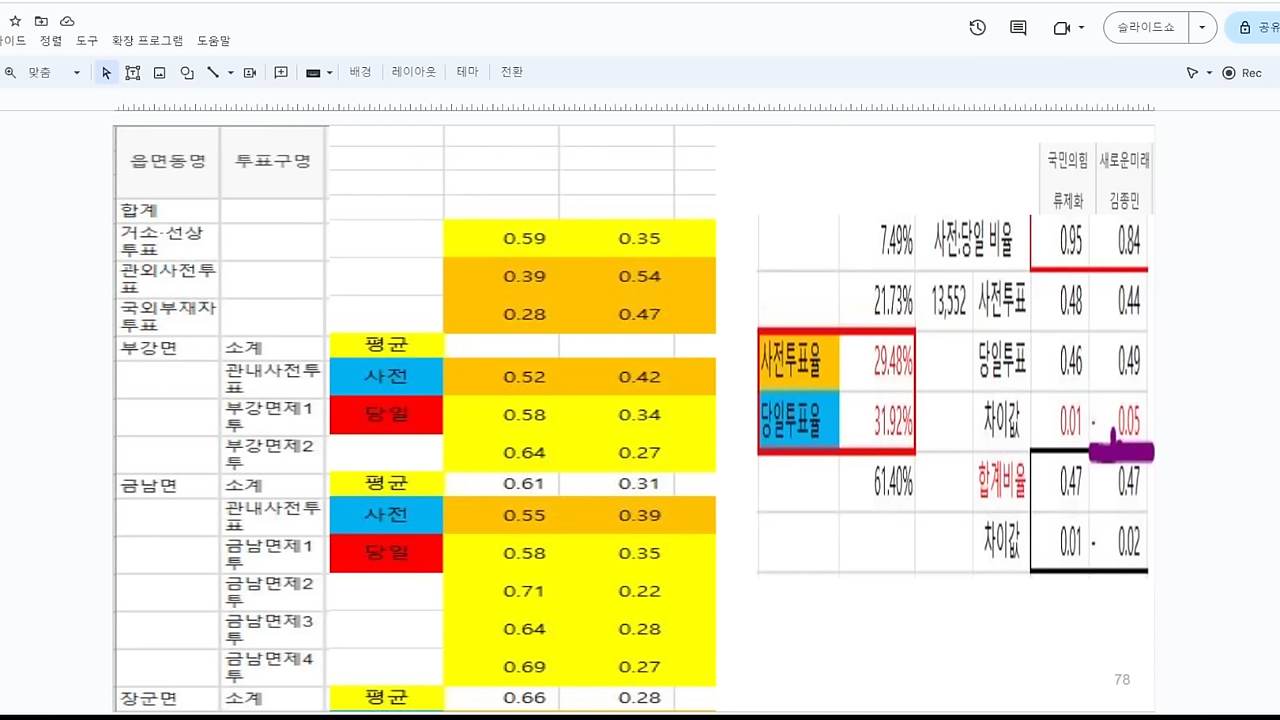 이드 정렬 도구 확장 프로그램 도움말
슬라이드쇼
공유
맞춤 배경 레이아웃 테마 전환
Rec
읍면동명 투표구명
합계
거소·선상
투표 0.59 0.35
관외사전투
표 0.39 0.54
국외부재자
투표 0.28 0.47
부강면 소계 평균
관내사전투
표 사전 0.52 0.42
부강면제1
투 당일 0.58 0.34
부강면제2
투 0.64 0.27
금남면 소계 평균 0.61 0.31
관내사전투
표 사전 0.55 0.39
금남면제1
투 당일 0.58 0.35
금남면제2
투 0.71 0.22
금남면제3
투 0.64 0.28
금남면제4
투 0.69 0.27
장군면 소계 평균 0.66 0.28
국민의힘 새로운미래
류제화 김종민
7.49% 사전:당일 비율 0.95 0.84
21.73% 13,552 사전투표 0.48 0.44
사전투표율 29.48% 당일투표 0.46 0.49
당일투표율 31.92% 차이값 0.01 - 0.05
61.40% 합계비율 0.47 0.47
차이값 0.01 - 0.02
78